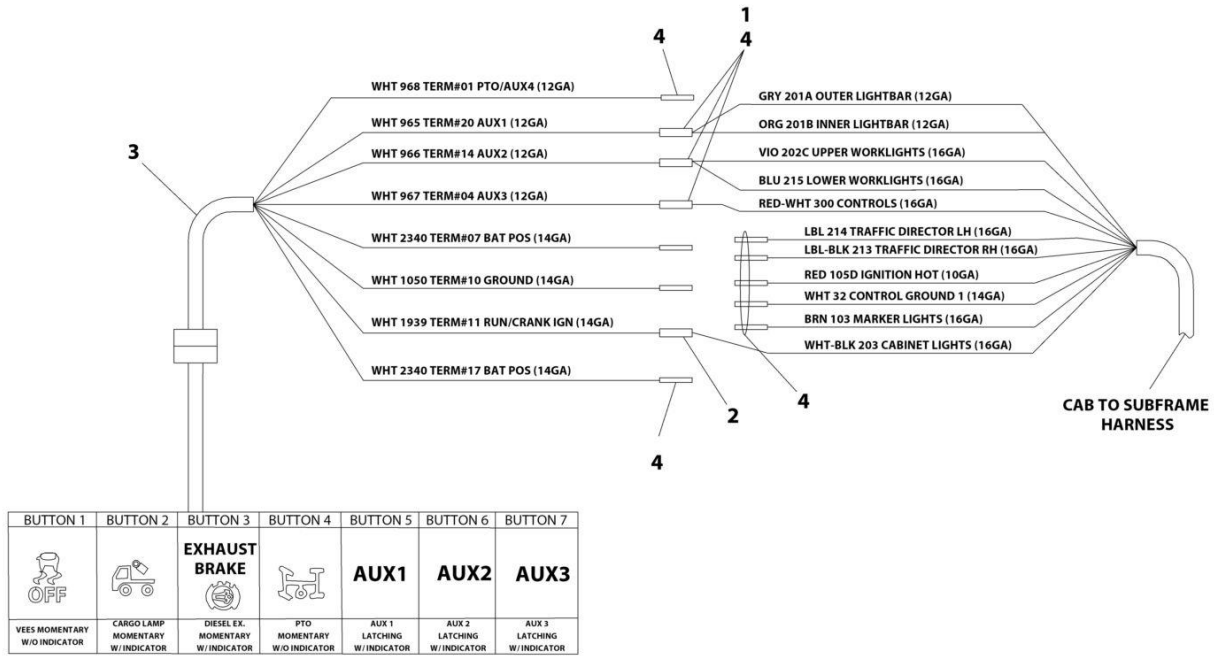 1
4
4
WHT 968 TERM#01 PTO/AUX4 (12GA)
GRY 201A OUTER LIGHTBAR (12GA)
WHT 965 TERM#20 AUX1 (12GA)
ORG 201B INNER LIGHTBAR (12GA)
3
WHT 966 TERM#14 AUX2 (12GA)
VIO 202C UPPER WORKLIGHTS (16GA)
BLU 215 LOWER WORKLIGHTS (16GA)
WHT 967 TERM#04 AUX3 (12GA)
RED-WHT 300 CONTROLS (16GA)
LBL 214 TRAFFIC DIRECTOR LH (16GA)
WHT 2340 TERM#07 BAT POS (14GA)
LBL-BLK 213 TRAFFIC DIRECTOR RH (16GA)
RED 105D IGNITION HOT (10GA)
WHT 1050 TERM#10 GROUND (14GA)
WHT 32 CONTROL GROUND 1 (14GA)
WHT 1939 TERM#11 RUN/CRANK IGN (14GA)
BRN 103 MARKER LIGHTS (16GA)
WHT-BLK 203 CABINET LIGHTS (16GA)
WHT 2340 TERM#17 BAT POS (14GA)
4
2
CAB TO SUBFRAME
HARNESS
4
BUTTON 1
BUTTON 2
BUTTON 3
BUTTON 4
BUTTON 5
BUTTON 6
BUTTON 7
OFF
EXHAUST
BRAKE
AUX1
AUX2
AUX3
VEES MOMENTARY
W/O INDICATOR
CARGO LAMP
MOMENTARY
W/ INDICATOR
DIESEL EX.
MOMENTARY
W/ INDICATOR
PTO
MOMENTARY
W/O INDICATOR
AUX 1
LATCHING
W/ INDICATOR
AUX 2
LATCHING
W/ INDICATOR
AUX 3
LATCHING
W/ INDICATOR